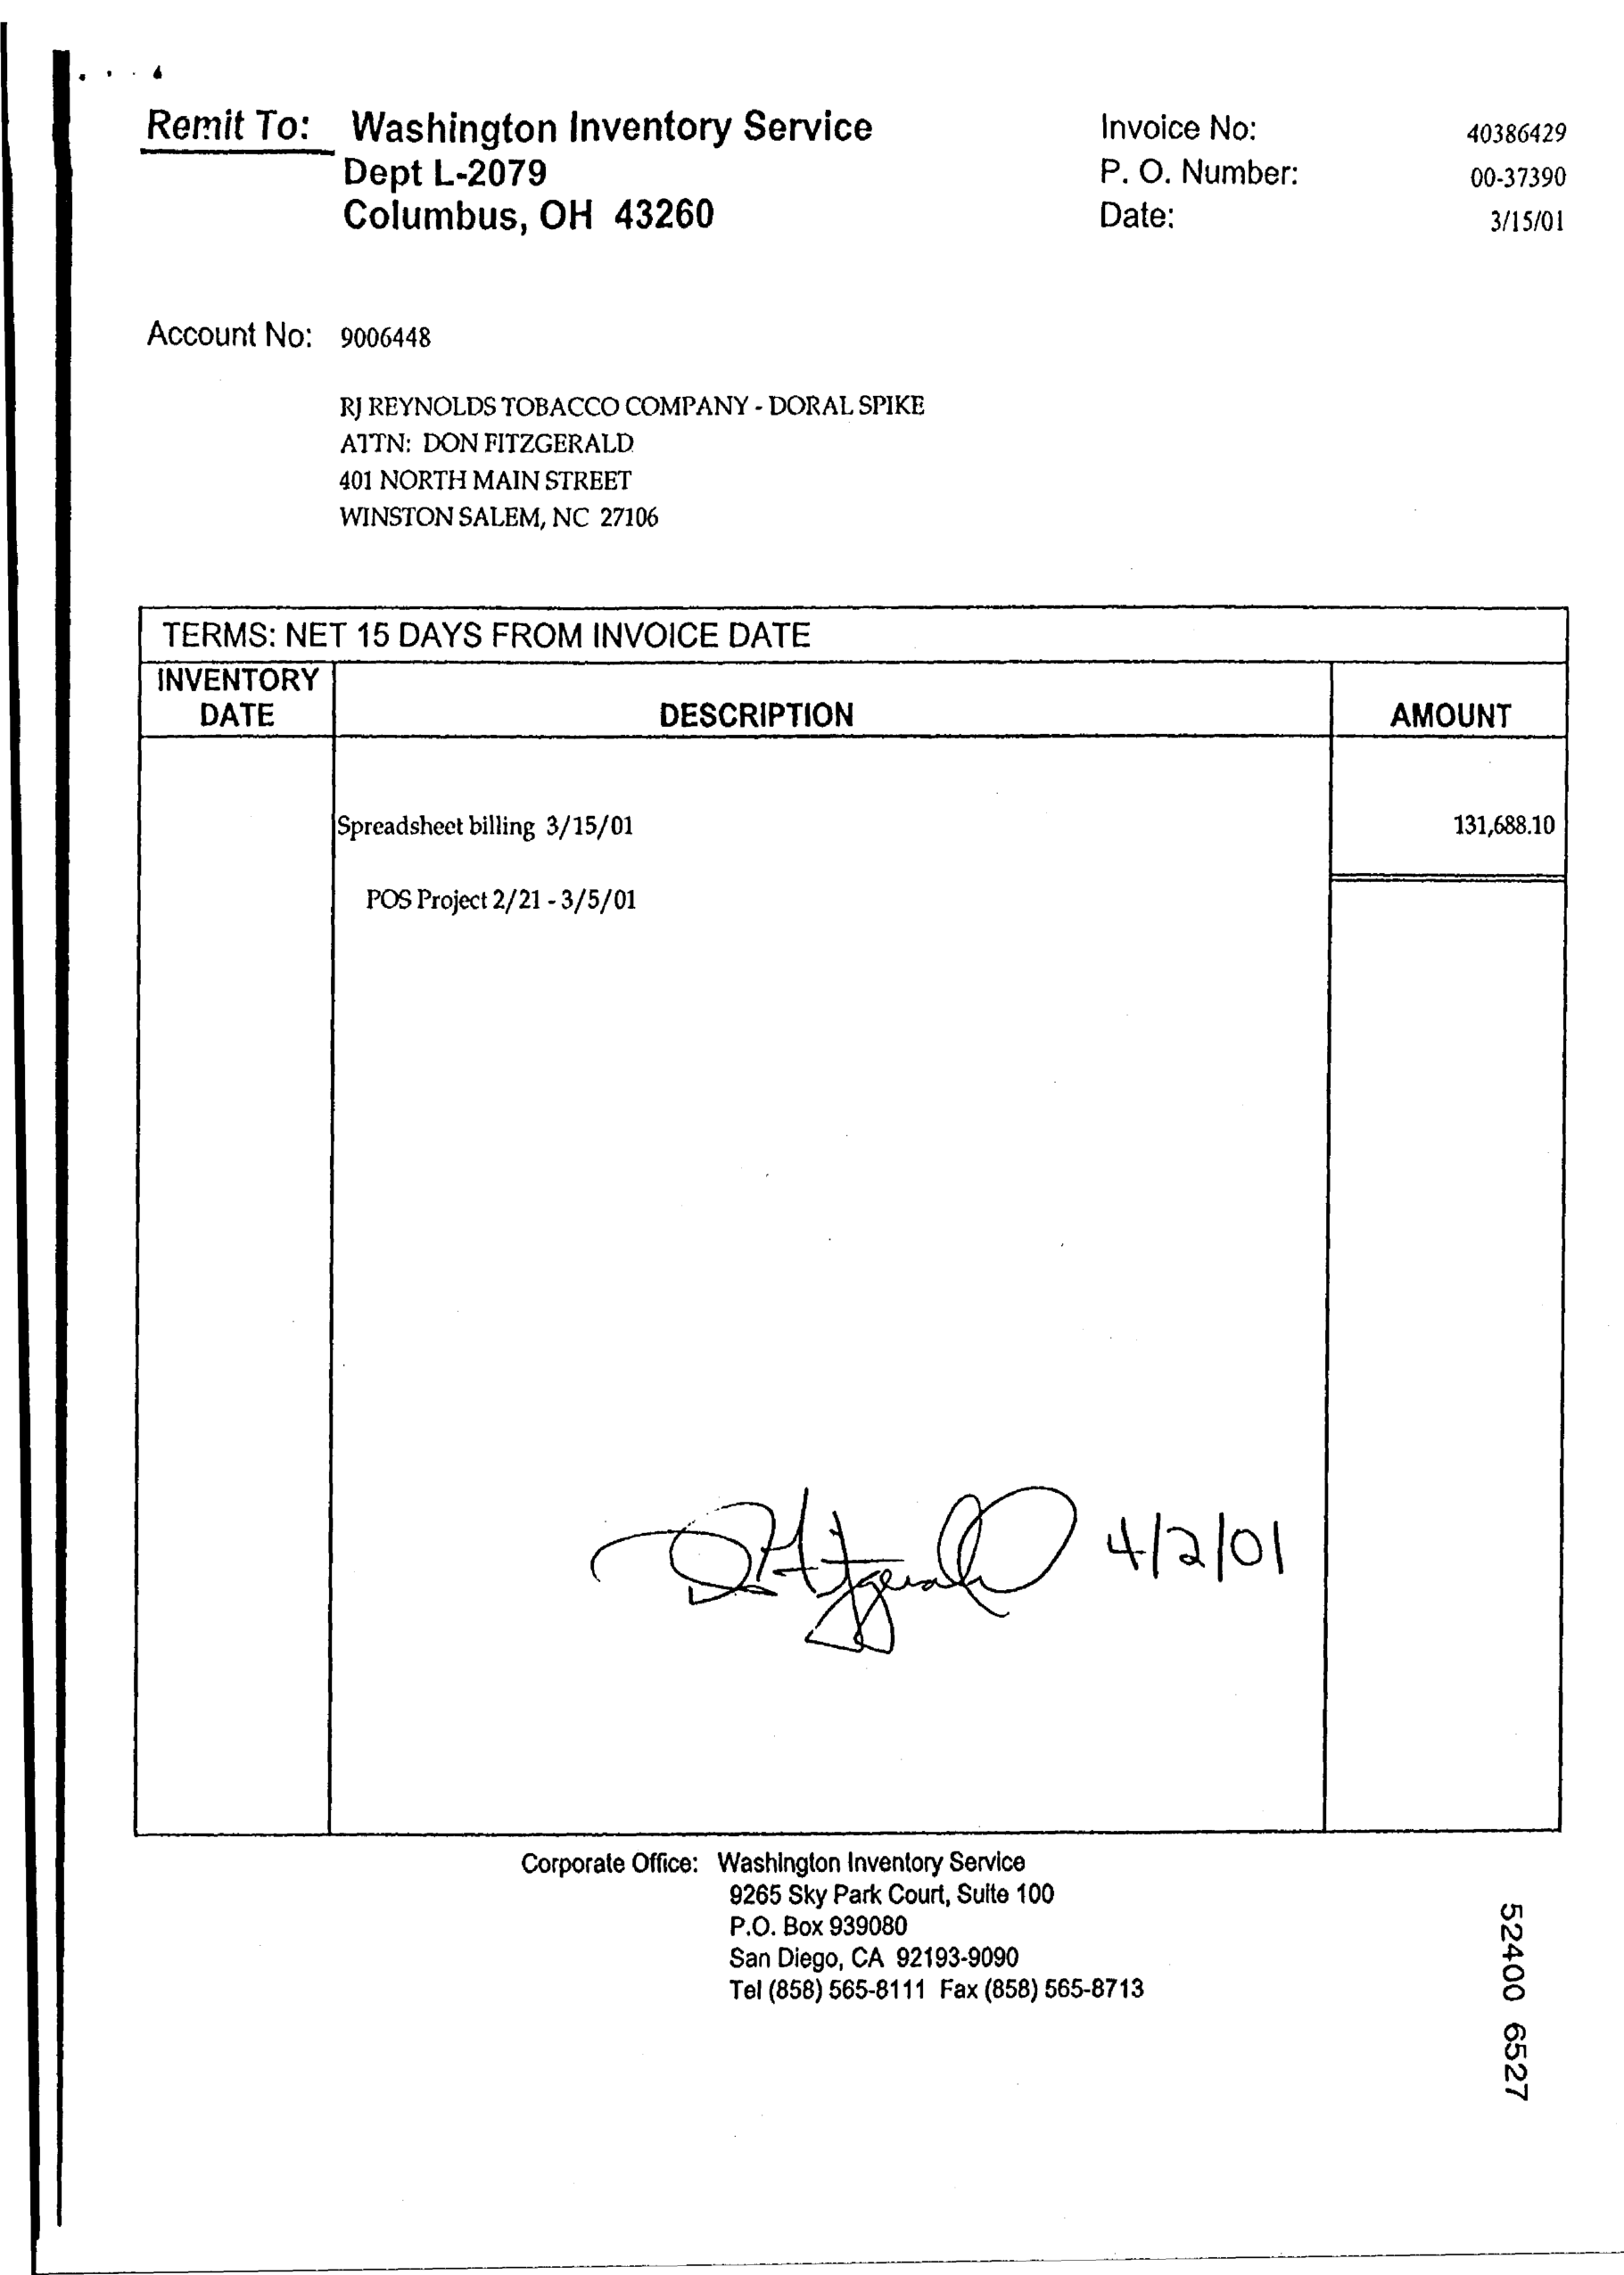 Remit To: Washington Inventory Service
Dept L-2079
Columbus, OH 43260
Invoice No: 40386429
P. O. Number: 00-37390
Date: 3/15/01
Account No: 9006448
RJ REYNOLDS TOBACCO COMPANY - DORAL SPIKE
ATTN: DON FITZGERALD
401 NORTH MAIN STREET
WINSTON SALEM, NC 27106
TERMS: NET 15 DAYS FROM INVOICE DATE
INVENTORY DATE DESCRIPTION AMOUNT
Spreadsheet billing 3/15/01 131,688.10
POS Project 2/21 - 3/5/01
D Fitzgerald 4/2/01
Corporate Office: Washington Inventory Service
9265 Sky Park Court, Suite 100
P.O. Box 939080
San Diego, CA 92193-9090
Tel (858) 565-8111 Fax (858) 565-8713
52400 6527